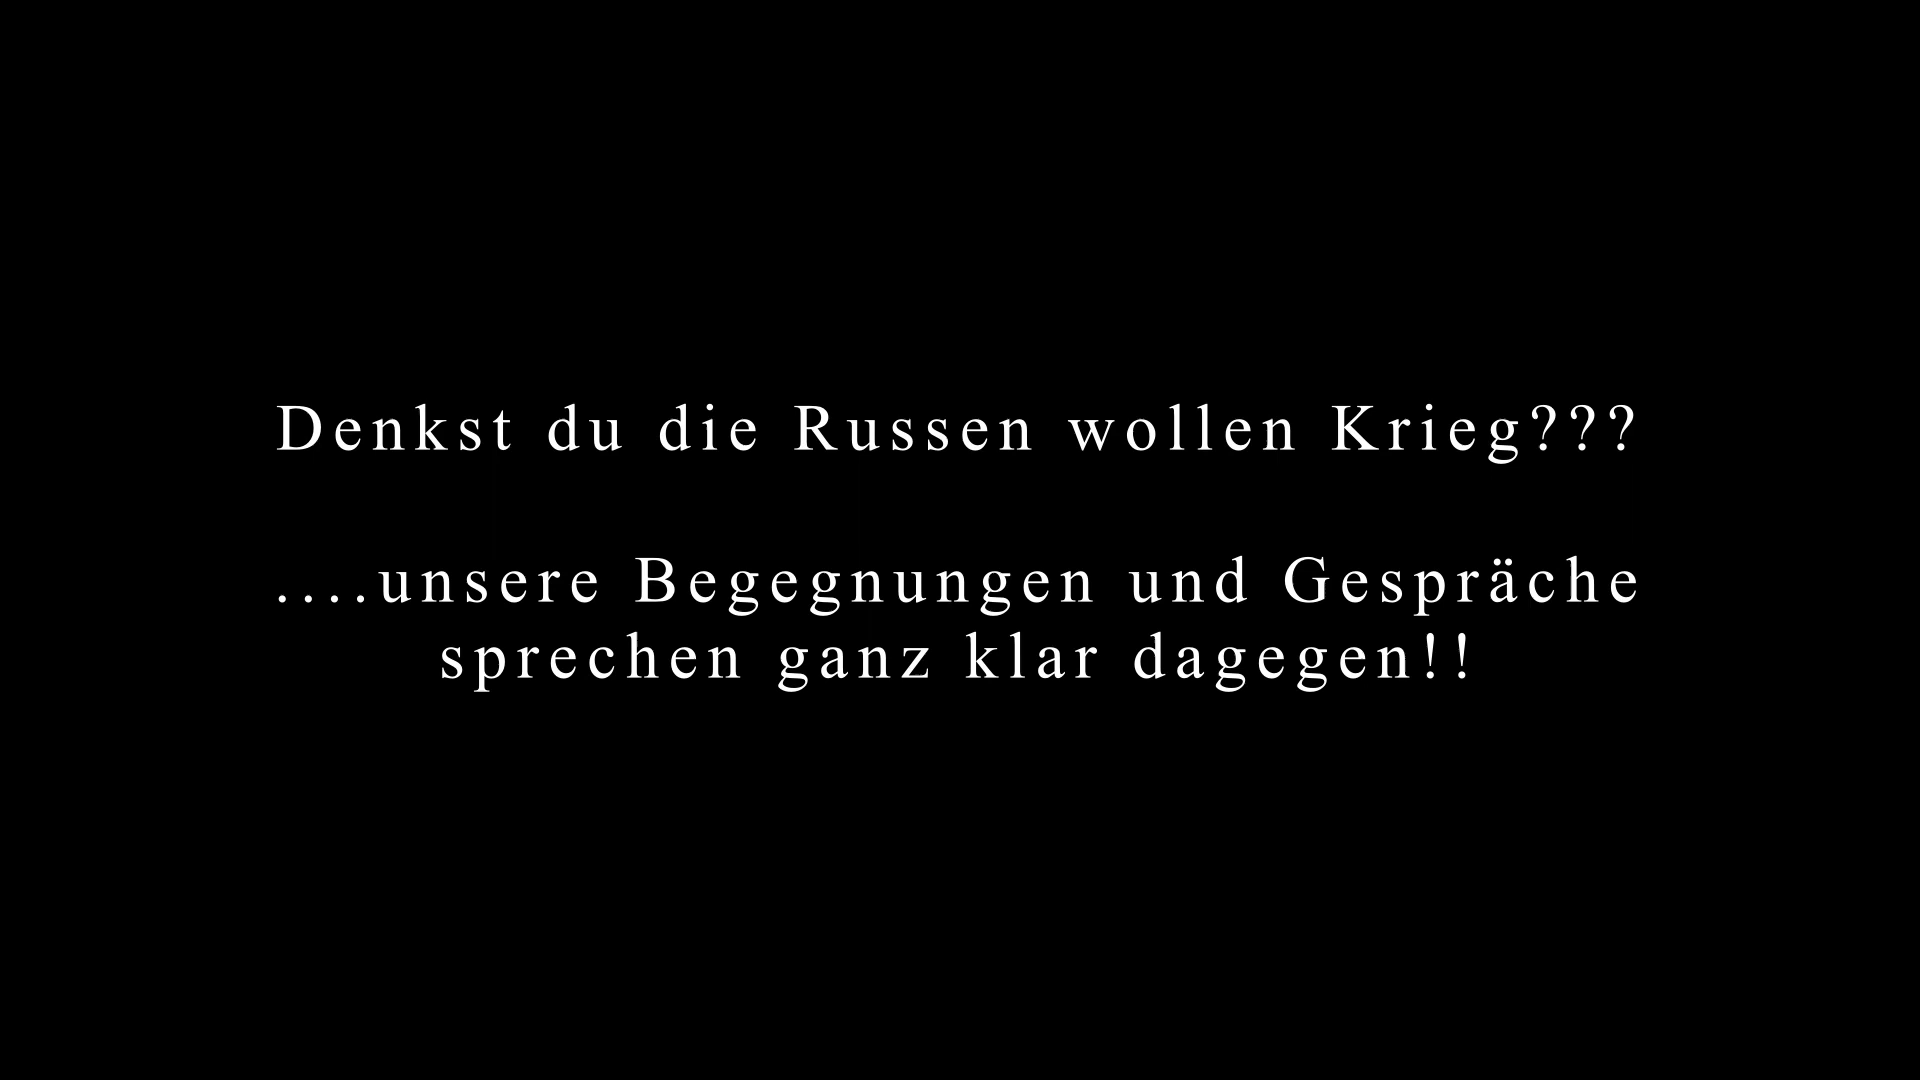 Denkst du die Russen wollen Krieg???
....unsere Begegnungen und Gespräche
sprechen ganz klar dagegen!!